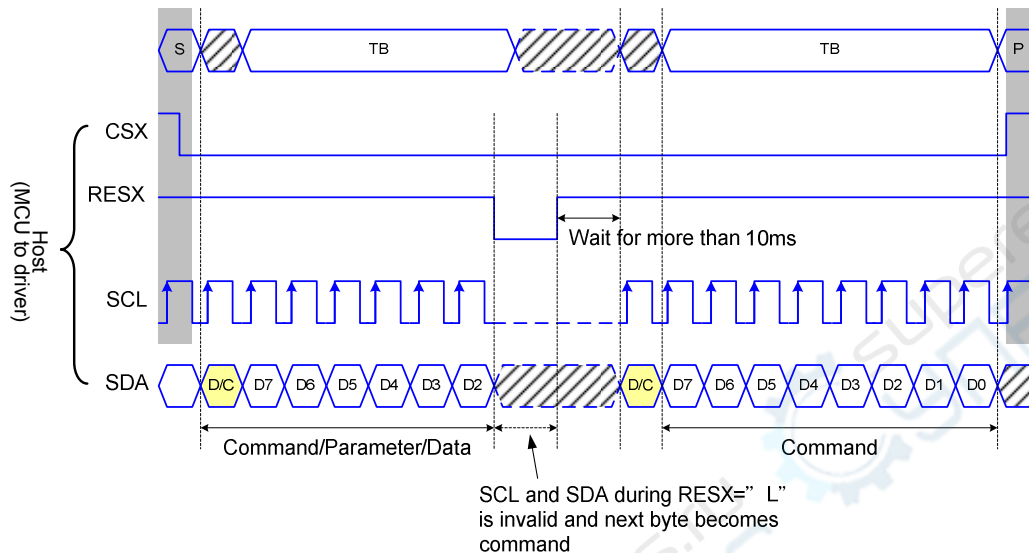 S TB TB P
CSX
RESX
Wait for more than 10ms
Host
(MCU to driver)
SCL
SDA D/C D7 D6 D5 D4 D3 D2 D/C D7 D6 D5 D4 D3 D2 D1 D0
Command/Parameter/Data Command
SCL and SDA during RESX=” L”
is invalid and next byte becomes
command